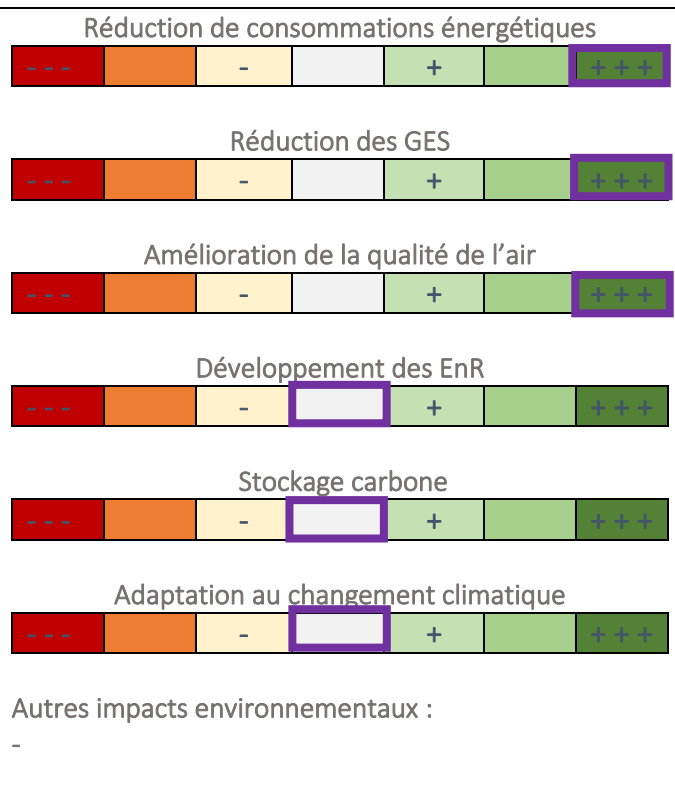 Réduction de consommations énergétiques
- - - - + + + +
Réduction des GES
- - - - + + + +
Amélioration de la qualité de l'air
- - - - + + + +
Développement des EnR
- - - - + + + +
Stockage carbone
- - - - + + + +
Adaptation au changement climatique
- - - - + + + +
Autres impacts environnementaux :
-